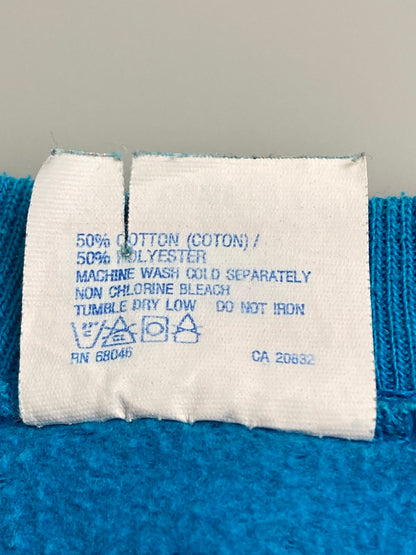 50% COTTON (COTON) /
50% POLYESTER
MACHINE WASH COLD SEPARATELY
NON CHLORINE BLEACH
TUMBLE DRY LOW DO NOT IRON
RN 68046 CA 20832